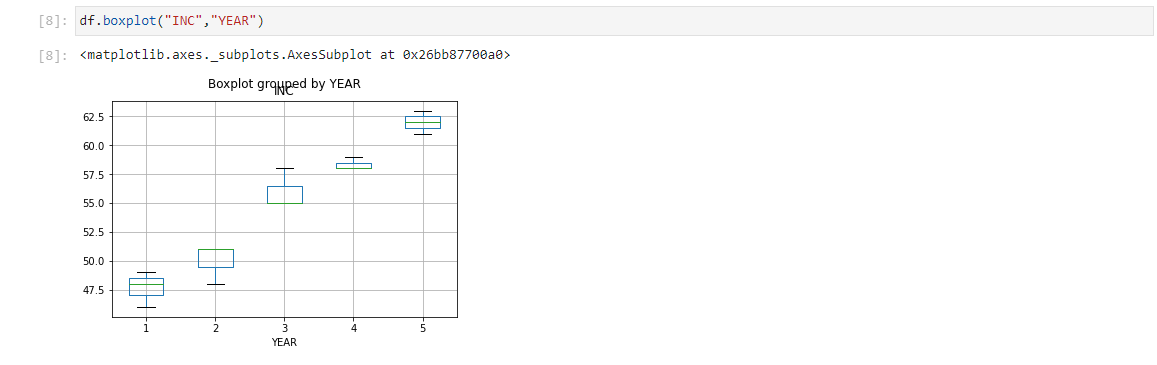 [8]: df.boxplot("INC","YEAR")
[8]: <matplotlib.axes._subplots.AxesSubplot at 0x26bb87700a0>
Boxplot grouped by YEAR
INC
62.5
60.0
57.5
55.0
52.5
50.0
47.5
1 2 3 4 5
YEAR